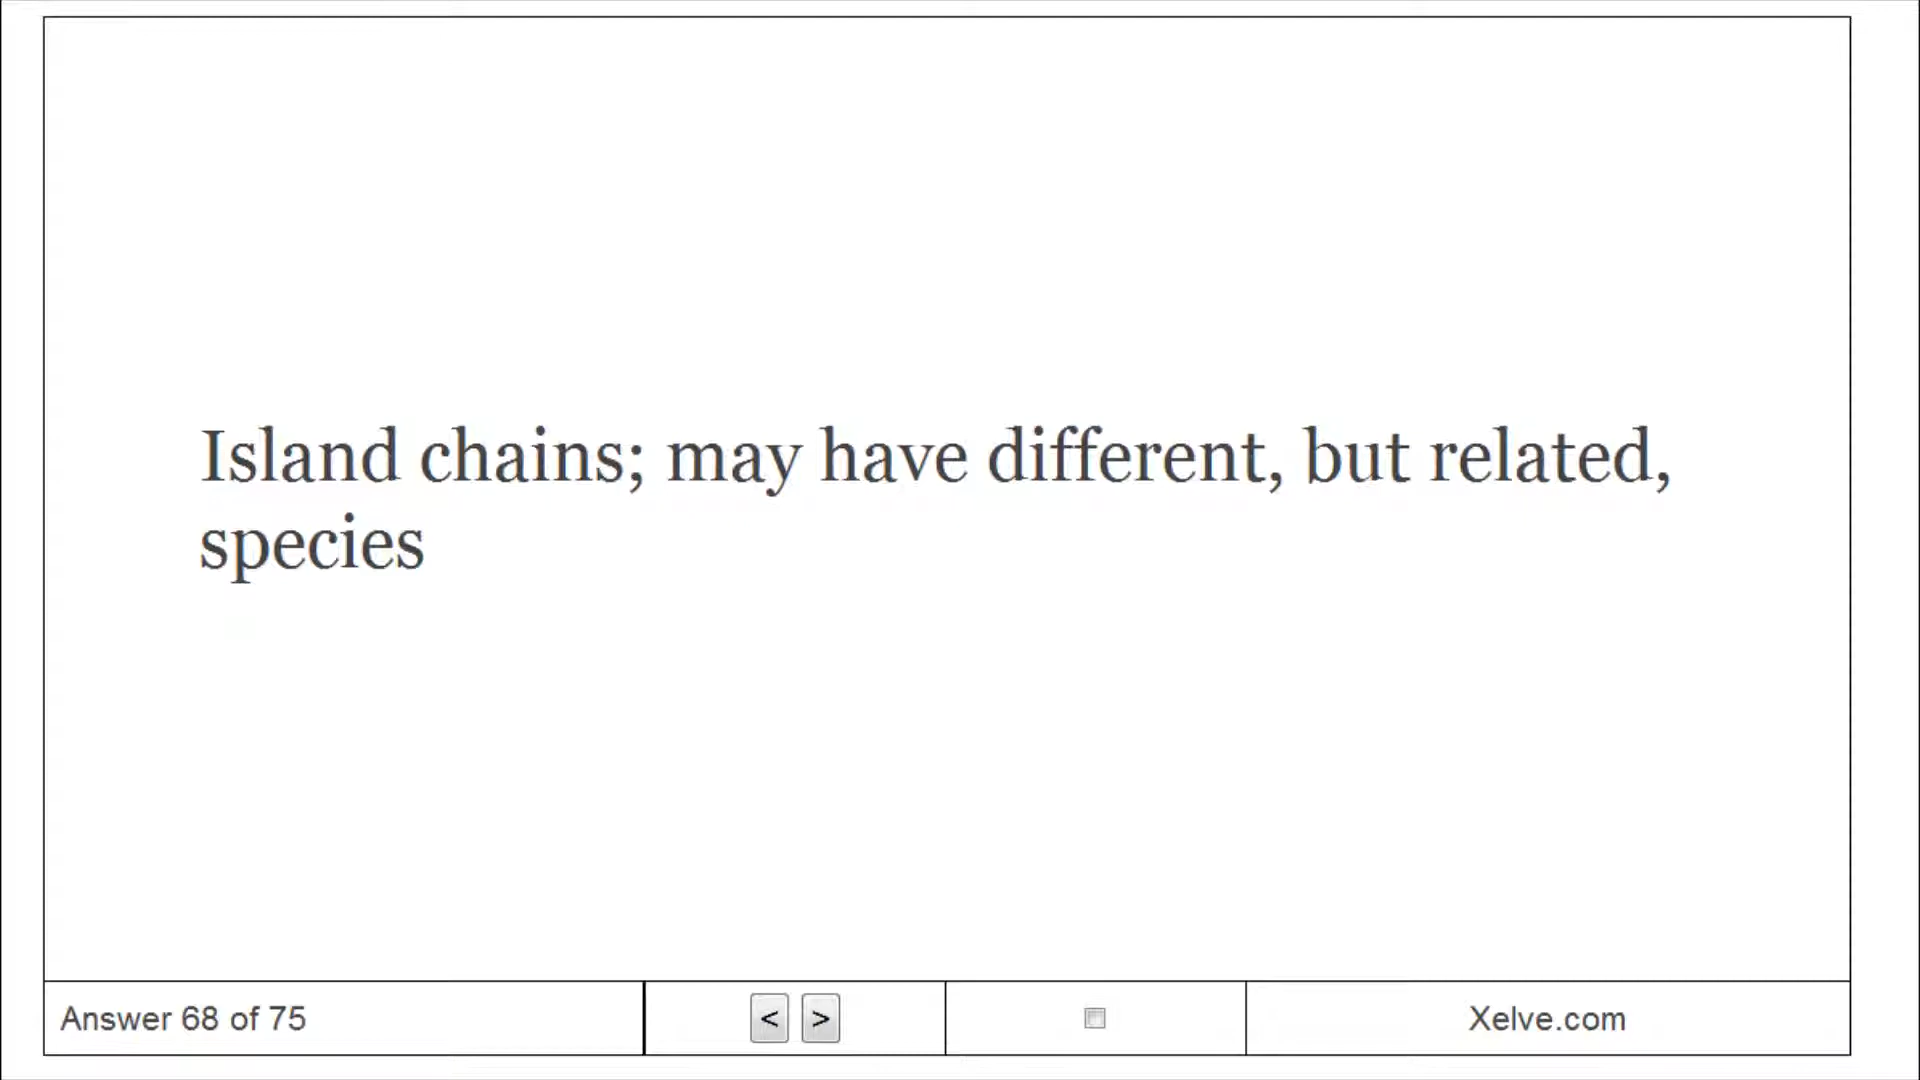 Island chains; may have different, but related,
species
Answer 68 of 75
< >
Xelve.com